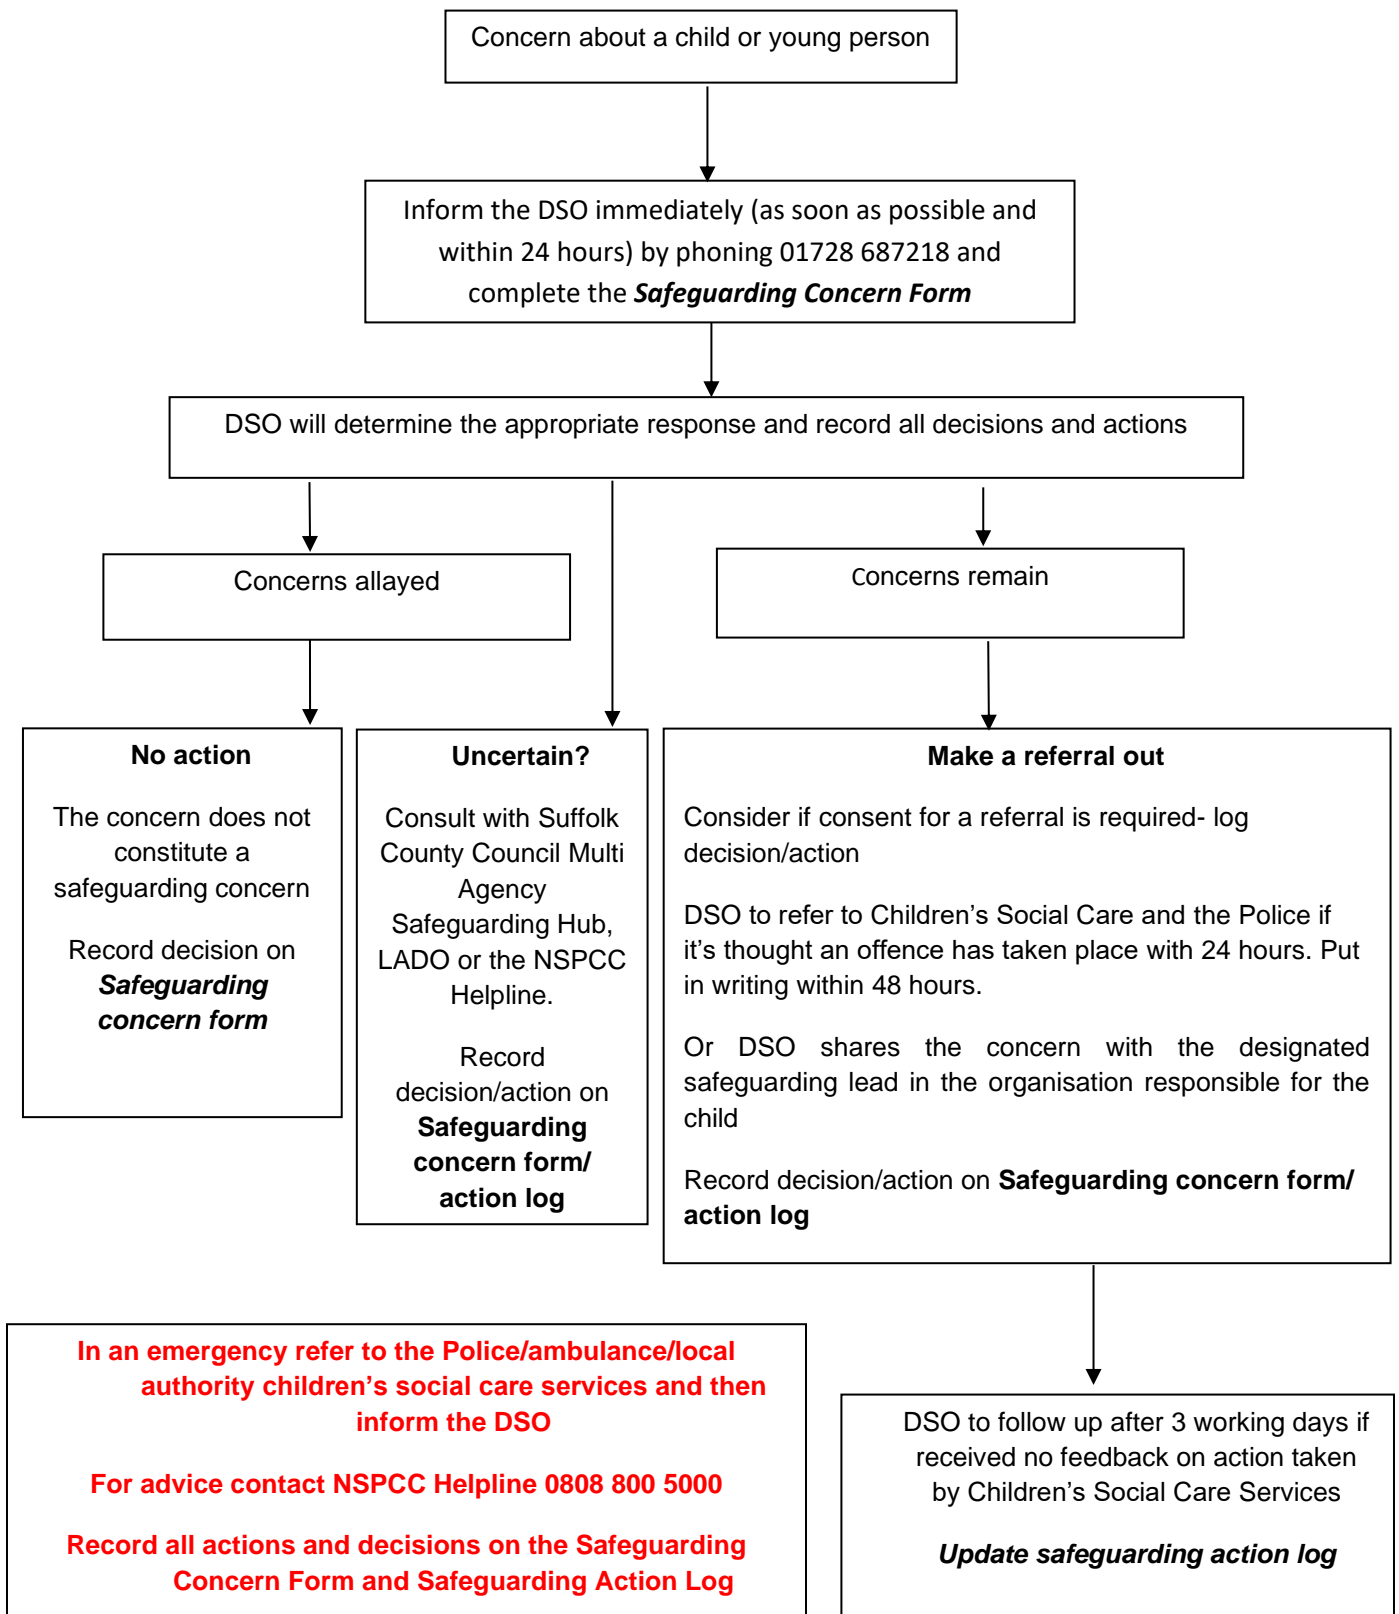 Concern about a child or young person
Inform the DSO immediately (as soon as possible and
within 24 hours) by phoning 01728 687218 and
complete the Safeguarding Concern Form
DSO will determine the appropriate response and record all decisions and actions
Concerns allayed
Concerns remain
No action
The concern does not
constitute a
safeguarding concern
Record decision on
Safeguarding
concern form
Uncertain?
Consult with Suffolk
County Council Multi
Agency
Safeguarding Hub,
LADO or the NSPCC
Helpline.
Record
decision/action on
Safeguarding
concern form/
action log
Make a referral out
Consider if consent for a referral is required- log
decision/action
DSO to refer to Children’s Social Care and the Police if
it’s thought an offence has taken place with 24 hours. Put
in writing within 48 hours.
Or DSO shares the concern with the designated
safeguarding lead in the organisation responsible for the
child
Record decision/action on Safeguarding concern form/
action log
In an emergency refer to the Police/ambulance/local
authority children’s social care services and then
inform the DSO
For advice contact NSPCC Helpline 0808 800 5000
Record all actions and decisions on the Safeguarding
Concern Form and Safeguarding Action Log
DSO to follow up after 3 working days if
received no feedback on action taken
by Children’s Social Care Services
Update safeguarding action log